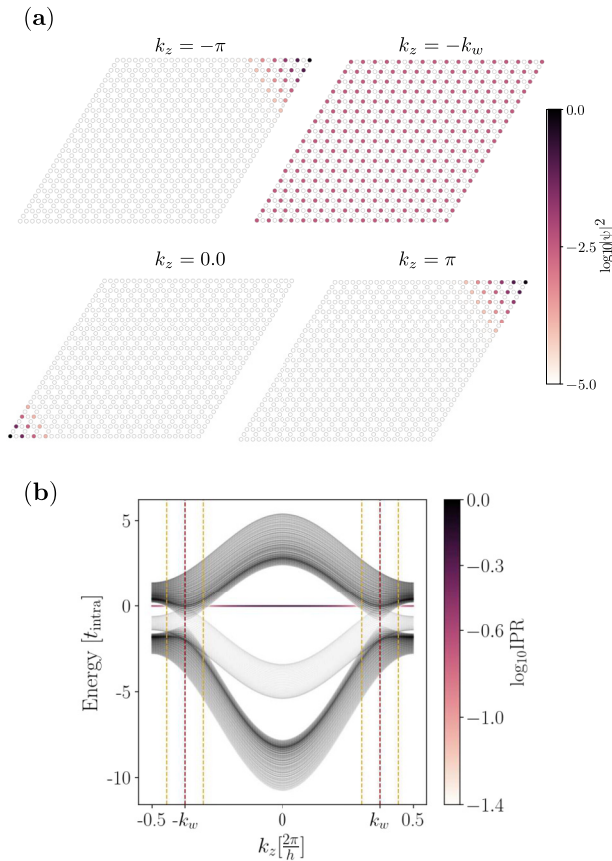 (a)
k_z = −π
k_z = −k_w
0.0
−2.5
−5.0
log10|ψ|^2
k_z = 0.0
k_z = π
(b)
5
0
-5
-10
Energy [t_intra]
-0.5
-k_w
0
k_w
0.5
k_z[2π/h]
0.0
−0.3
−0.6
−1.0
−1.4
log_10IPR